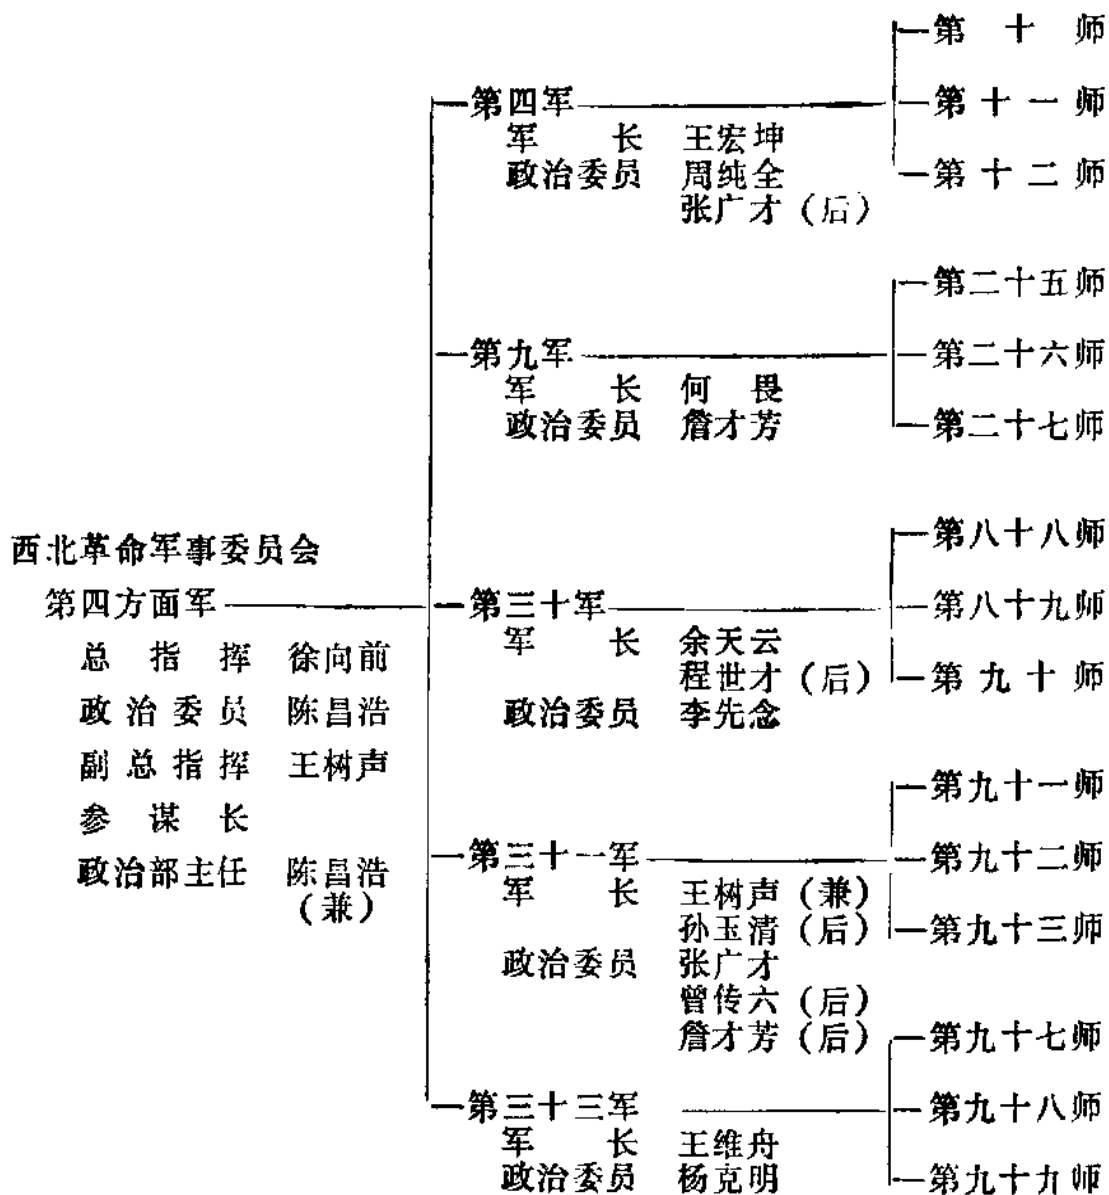 西北革命军事委员会
第四方面军
总指挥 徐向前
政治委员 陈昌浩
副总指挥 王树声
参谋长
政治部主任 陈昌浩
(兼)
第四军
军长 王宏坤
政治委员 周纯全
张广才(后)
第十师
第十一师
第十二师
第九军
军长 何畏
政治委员 詹才芳
第二十五师
第二十六师
第二十七师
第三十军
军长 余天云
程世才(后)
政治委员 李先念
第八十八师
第八十九师
第九十师
第三十一军
军长 王树声(兼)
孙玉清(后)
政治委员 张广才
曾传六(后)
詹才芳(后)
第九十一师
第九十二师
第九十三师
第三十三军
军长 王维舟
政治委员 杨克明
第九十七师
第九十八师
第九十九师